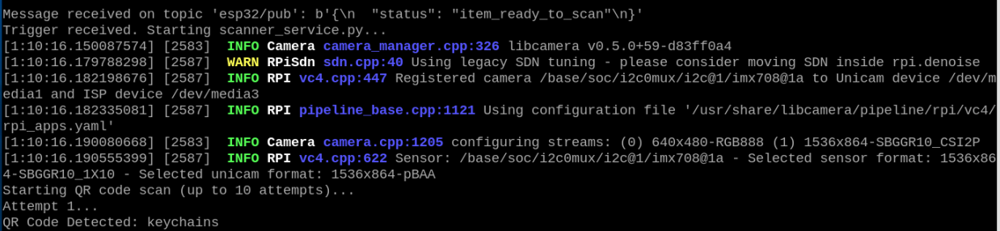 Message received on topic 'esp32/pub': b'{\n  "status": "item_ready_to_scan"\n}'
Trigger received. Starting scanner_service.py...
[1:10:16.150087574] [2583]  INFO Camera camera_manager.cpp:326 libcamera v0.5.0+59-d83ff0a4
[1:10:16.179788298] [2587]  WARN RPiSdn sdn.cpp:40 Using legacy SDN tuning - please consider moving SDN inside rpi.denoise
[1:10:16.182198676] [2587]  INFO RPI vc4.cpp:447 Registered camera /base/soc/i2c0mux/i2c@1/imx708@1a to Unicam device /dev/m
edia1 and ISP device /dev/media3
[1:10:16.182335081] [2587]  INFO RPI pipeline_base.cpp:1121 Using configuration file '/usr/share/libcamera/pipeline/rpi/vc4/
rpi_apps.yaml'
[1:10:16.190080668] [2583]  INFO Camera camera.cpp:1205 configuring streams: (0) 640x480-RGB888 (1) 1536x864-SBGGR10_CSI2P
[1:10:16.190555399] [2587]  INFO RPI vc4.cpp:622 Sensor: /base/soc/i2c0mux/i2c@1/imx708@1a - Selected sensor format: 1536x86
4-SBGGR10_1X10 - Selected unicam format: 1536x864-pBAA
Starting QR code scan (up to 10 attempts)...
Attempt 1...
QR Code Detected: keychains